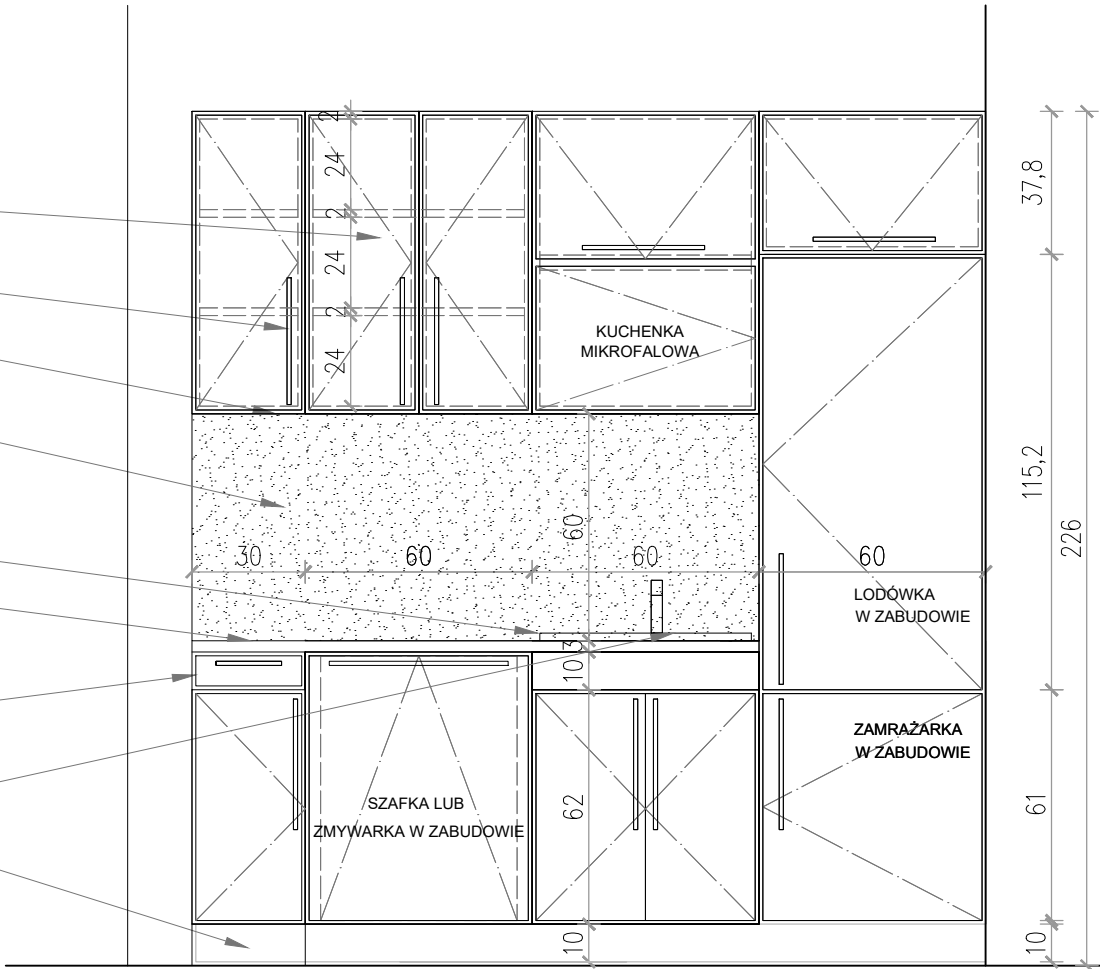 2
24
2
24
2
24
37,8
KUCHENKA
MIKROFALOWA
115,2
226
60
30
60
60
60
LODÓWKA
W ZABUDOWIE
3
10
ZAMRAŻARKA
W ZABUDOWIE
SZAFKA LUB
ZMYWARKA W ZABUDOWIE
62
61
10
10